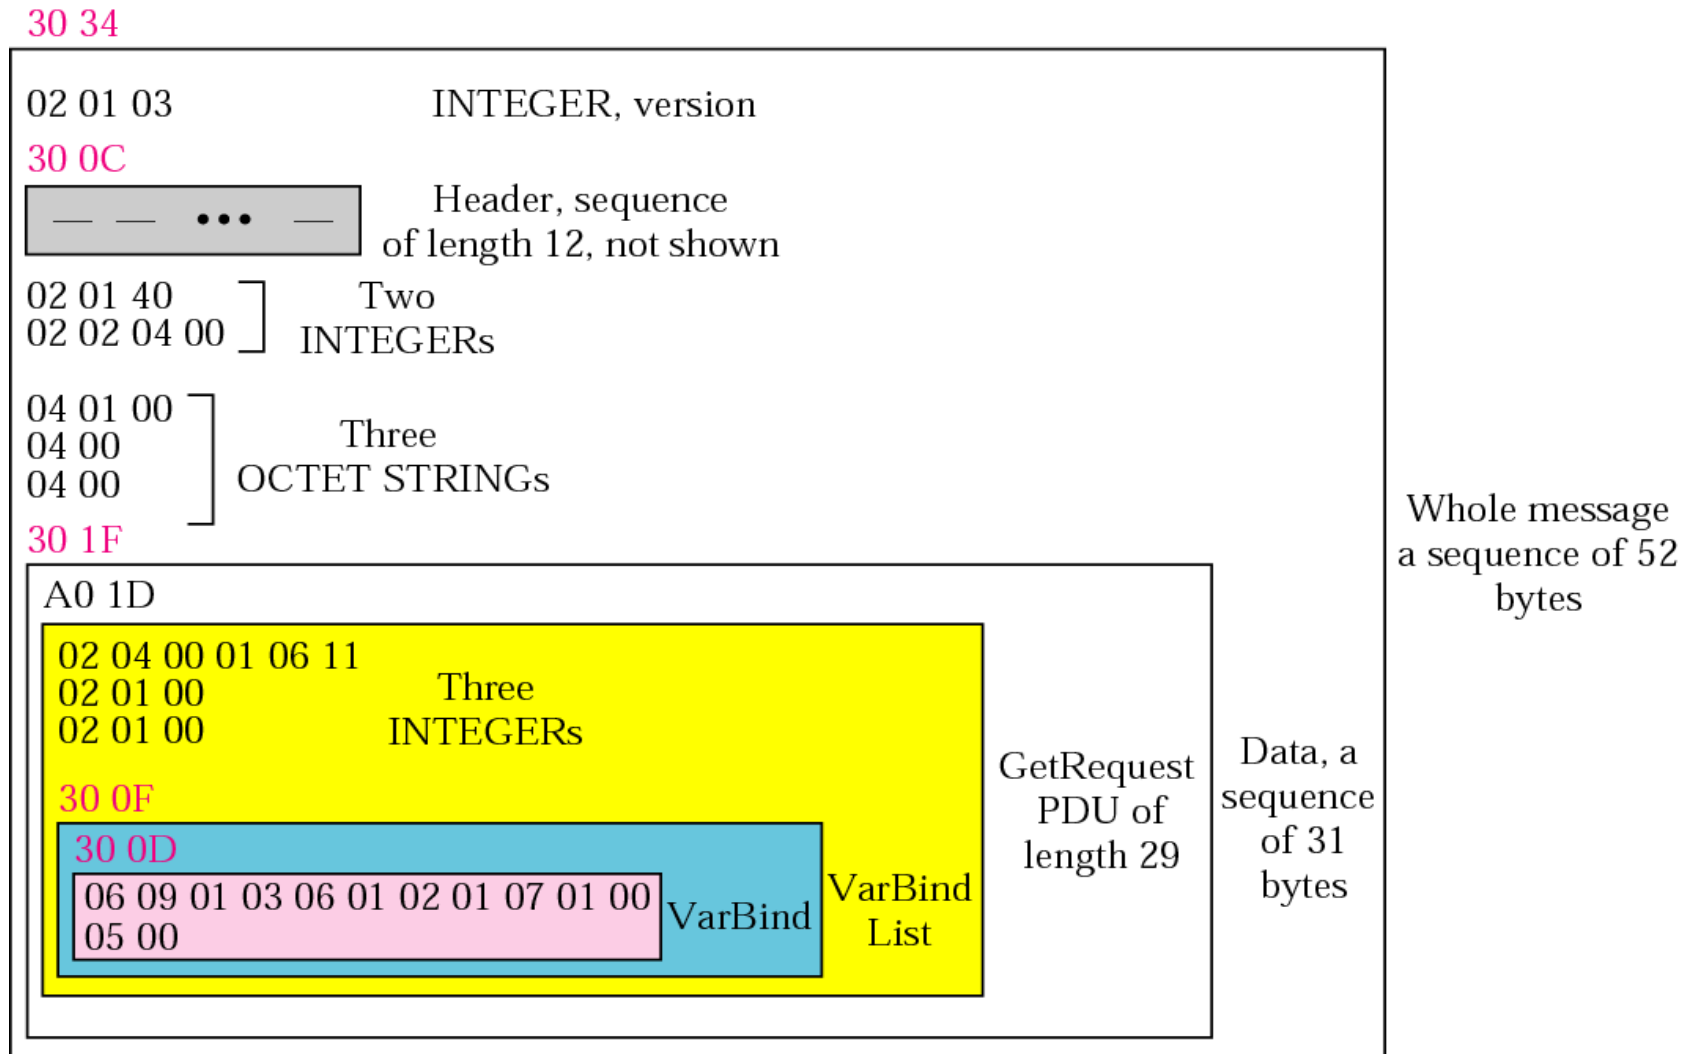 30 34
02 01 03
INTEGER, version
30 0C
Header, sequence
of length 12, not shown
02 01 40
02 02 04 00
Two
INTEGERs
04 01 00
04 00
04 00
Three
OCTET STRINGs
30 1F
A0 1D
02 04 00 01 06 11
02 01 00
02 01 00
Three
INTEGERs
30 0F
30 0D
06 09 01 03 06 01 02 01 07 01 00
05 00
VarBind
VarBind
List
GetRequest
PDU of
length 29
Data, a
sequence
of 31
bytes
Whole message
a sequence of 52
bytes